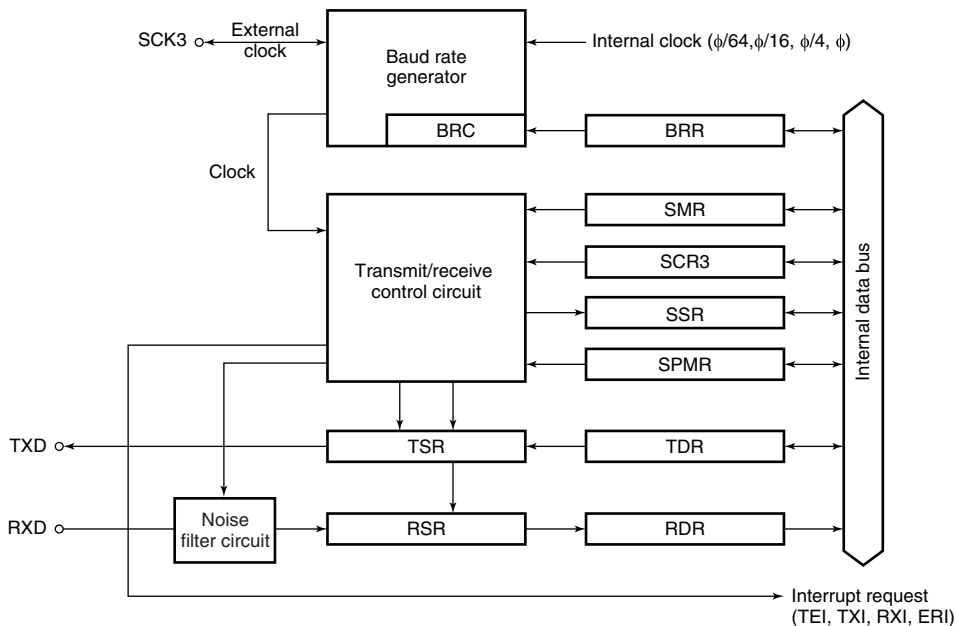 SCK3
External
clock
Baud rate
generator
Internal clock (ϕ/64,ϕ/16, ϕ/4, ϕ)
BRC
BRR
Clock
SMR
Transmit/receive
control circuit
SCR3
SSR
SPMR
Internal data bus
TXD
TSR
TDR
RXD
Noise
filter circuit
RSR
RDR
Interrupt request
(TEI, TXI, RXI, ERI)